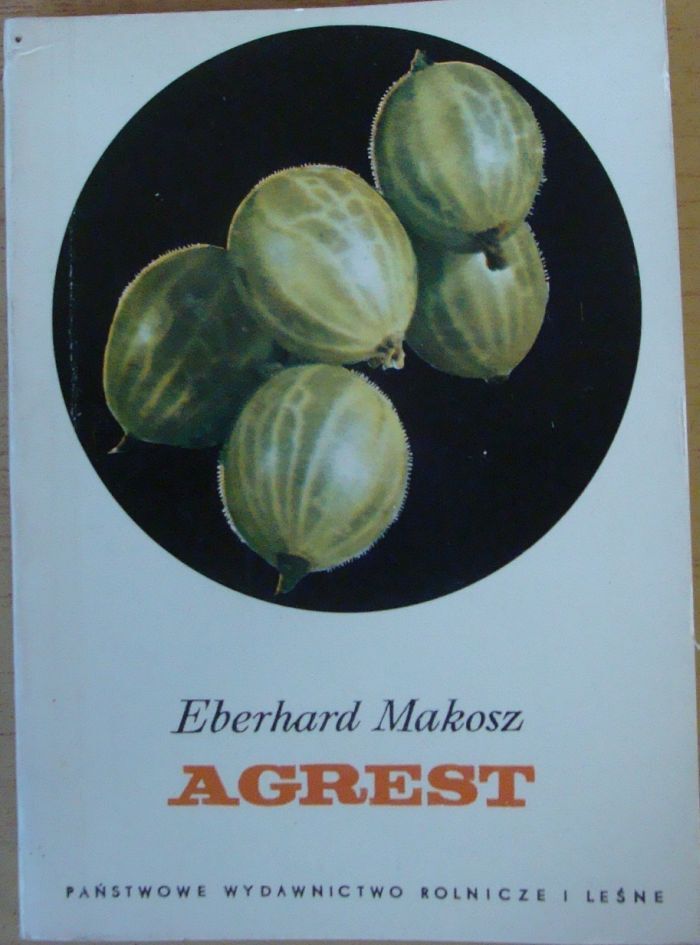 Eberhard Makosz
AGREST
PAŃSTWOWE WYDAWNICTWO ROLNICZE I LEŚNE